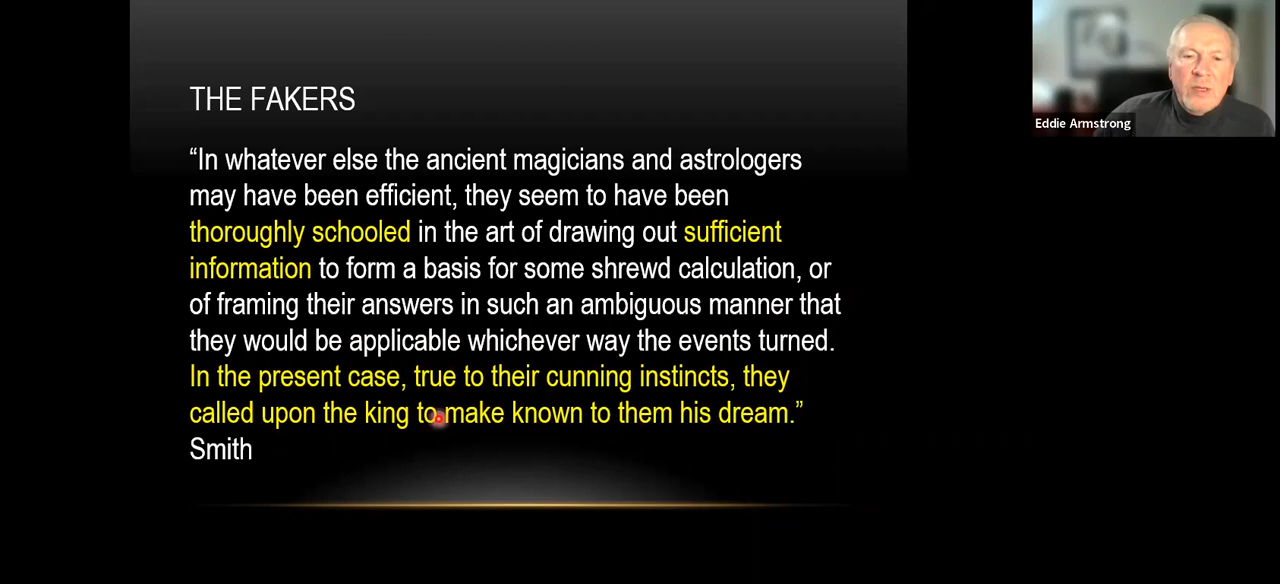 THE FAKERS
“In whatever else the ancient magicians and astrologers
may have been efficient, they seem to have been
thoroughly schooled in the art of drawing out sufficient
information to form a basis for some shrewd calculation, or
of framing their answers in such an ambiguous manner that
they would be applicable whichever way the events turned.
In the present case, true to their cunning instincts, they
called upon the king to make known to them his dream.”
Smith
Eddie Armstrong